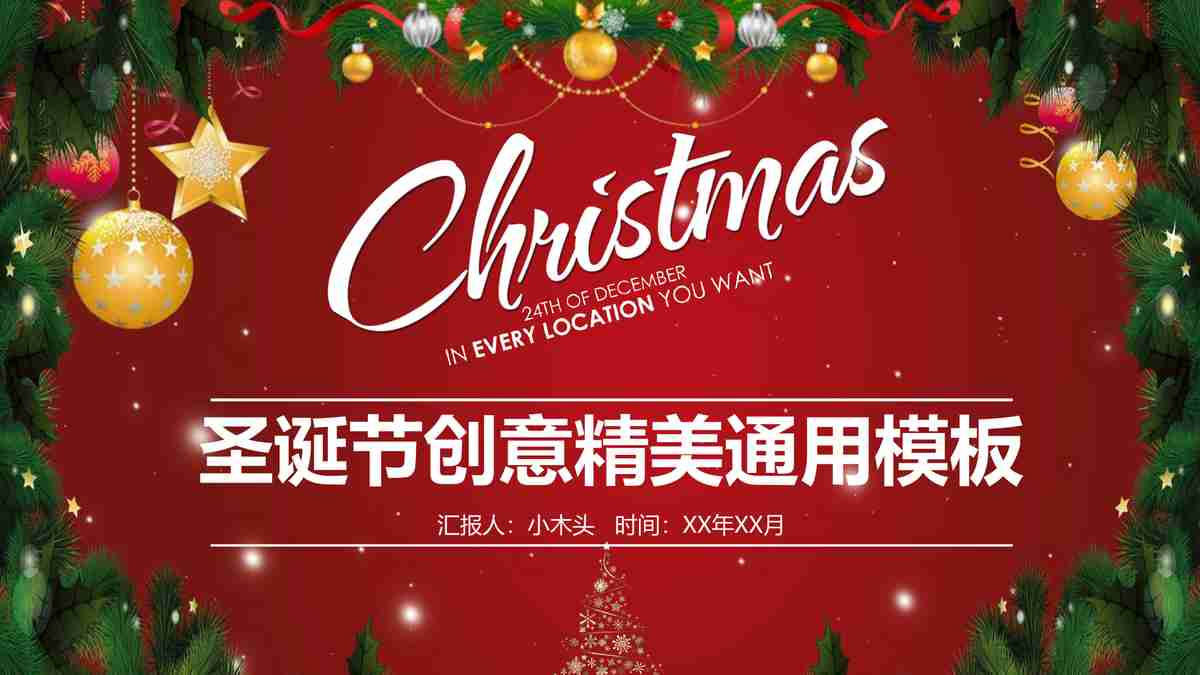 Christmas
24TH OF DECEMBER
IN EVERY LOCATION YOU WANT
圣诞节创意精美通用模板
汇报人：小木头 时间：XX年XX月